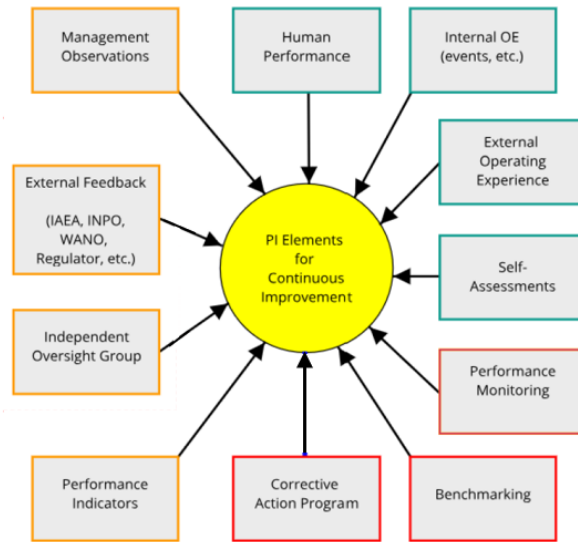 Management
Observations
Human
Performance
Internal OE
(events, etc.)
External
Operating
Experience
External Feedback
(IAEA, INPO,
WANO,
Regulator, etc.)
PI Elements
for
Continuous
Improvement
Self-
Assessments
Independent
Oversight Group
Performance
Monitoring
Performance
Indicators
Corrective
Action Program
Benchmarking